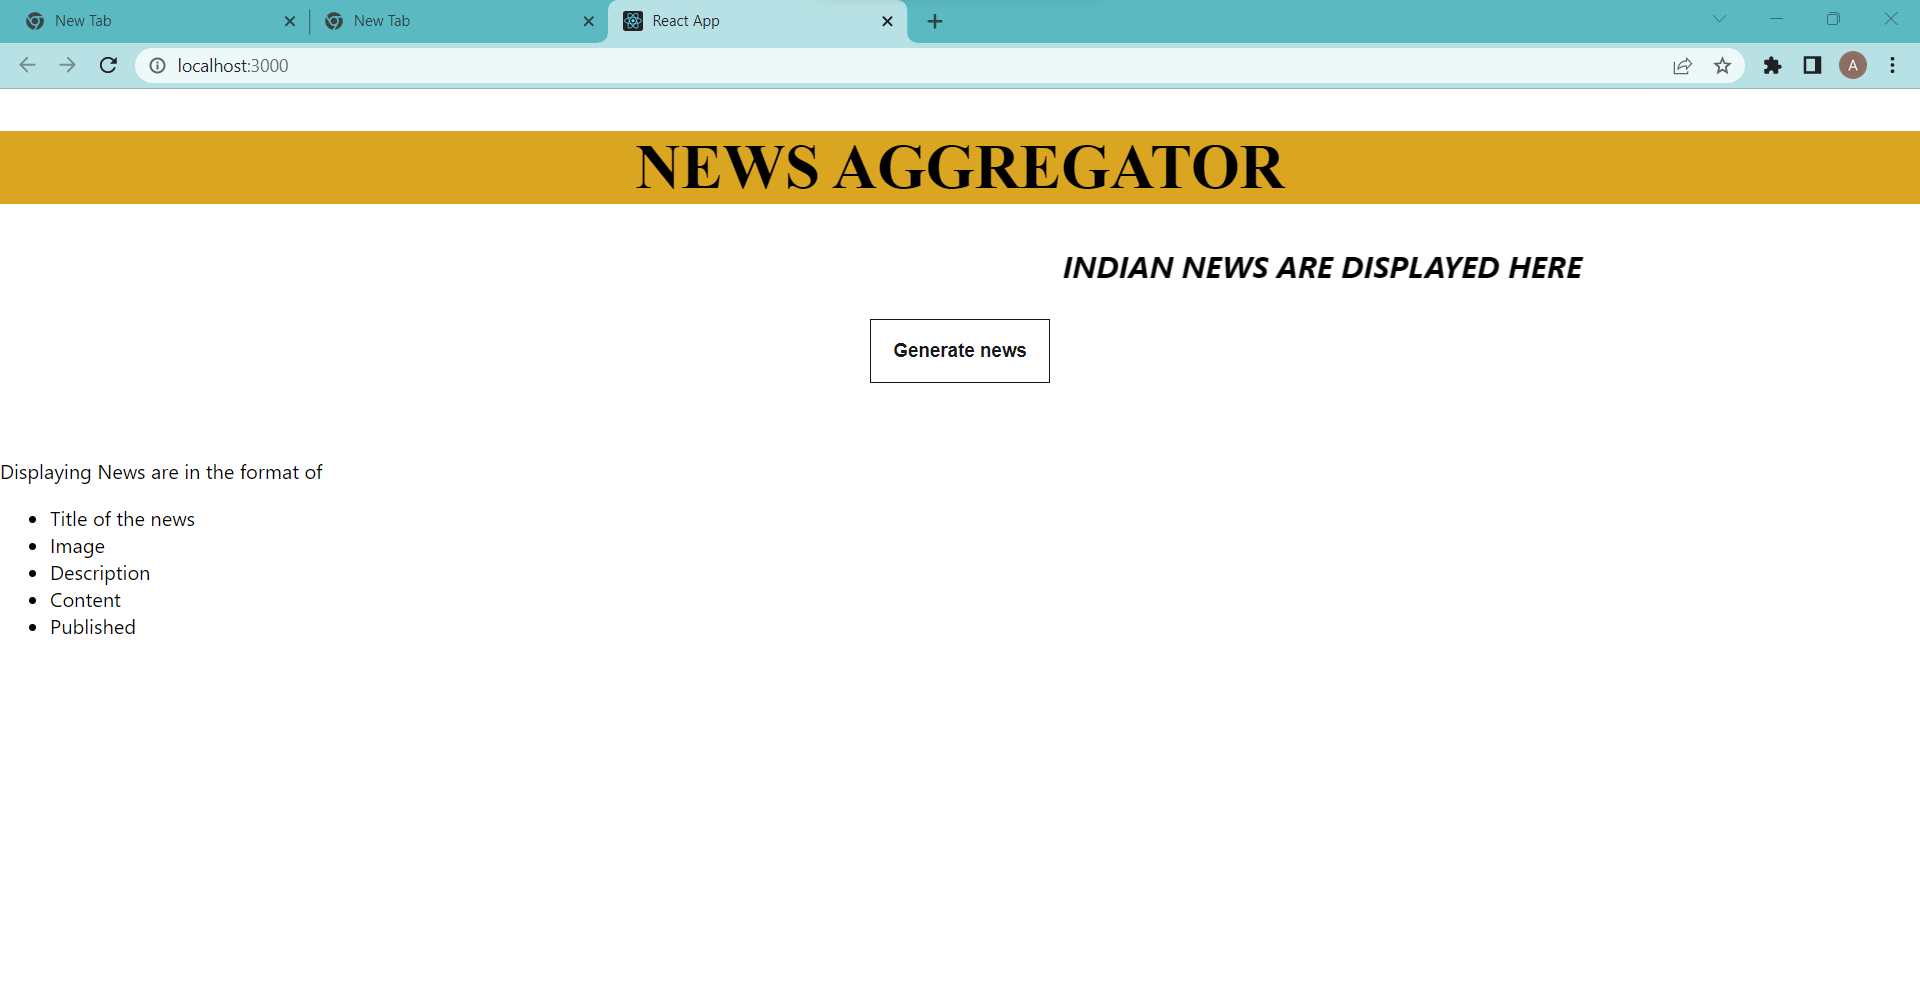 New Tab
New Tab
React App
localhost:3000
A
NEWS AGGREGATOR
INDIAN NEWS ARE DISPLAYED HERE
Generate news
Displaying News are in the format of
Title of the news
Image
Description
Content
Published